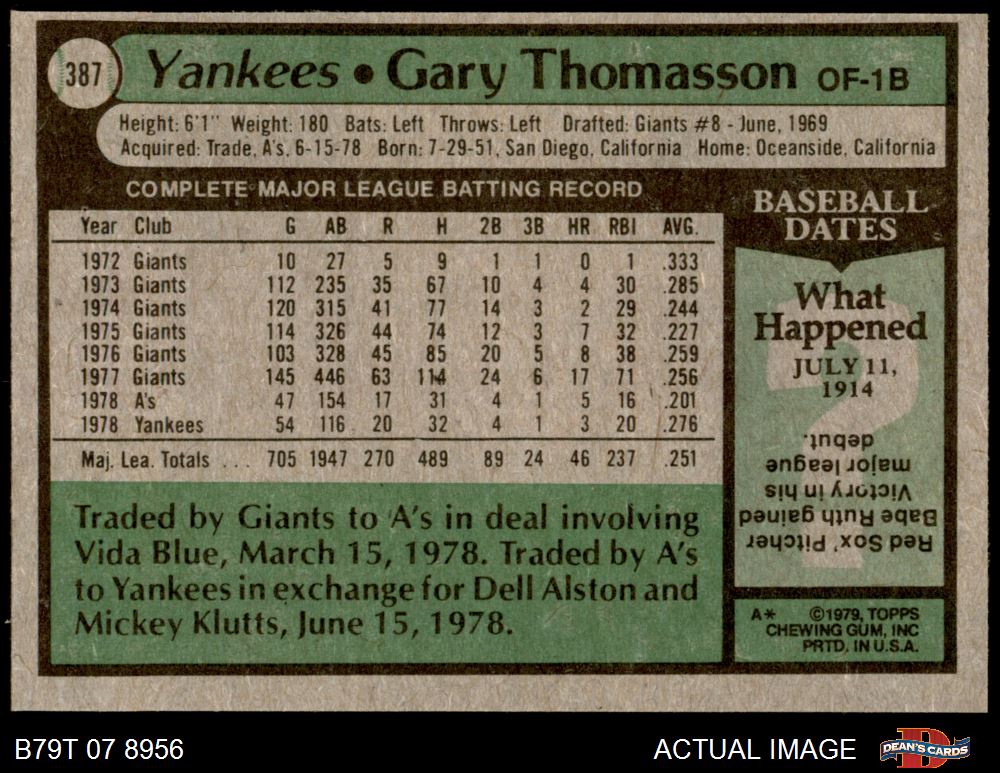 387 Yankees • Gary Thomasson OF-1B
Height: 6'1" Weight: 180 Bats: Left Throws: Left Drafted: Giants #8 - June, 1969
Acquired: Trade, A's, 6-15-78 Born: 7-29-51, San Diego, California Home: Oceanside, California
COMPLETE MAJOR LEAGUE BATTING RECORD
Year Club G AB R H 2B 3B HR RBI AVG.
1972 Giants 10 27 5 9 1 1 0 1 .333
1973 Giants 112 235 35 67 10 4 4 30 .285
1974 Giants 120 315 41 77 14 3 2 29 .244
1975 Giants 114 326 44 74 12 3 7 32 .227
1976 Giants 103 328 45 85 20 5 8 38 .259
1977 Giants 145 446 63 114 24 6 17 71 .256
1978 A's 47 154 17 31 4 1 5 16 .201
1978 Yankees 54 116 20 32 4 1 3 20 .276
Maj. Lea. Totals ... 705 1947 270 489 89 24 46 237 .251
Traded by Giants to A's in deal involving
Vida Blue, March 15, 1978. Traded by A's
to Yankees in exchange for Dell Alston and
Mickey Klutts, June 15, 1978.
BASEBALL
DATES
What
Happened
JULY 11,
1914
?
Red Sox' Pitcher
Babe Ruth gained
Victory in his
major league
debut.
A* ©1979, TOPPS
CHEWING GUM, INC
PRTD. IN U.S.A.
B79T 07 8956
ACTUAL IMAGE
DEAN'S CARDS